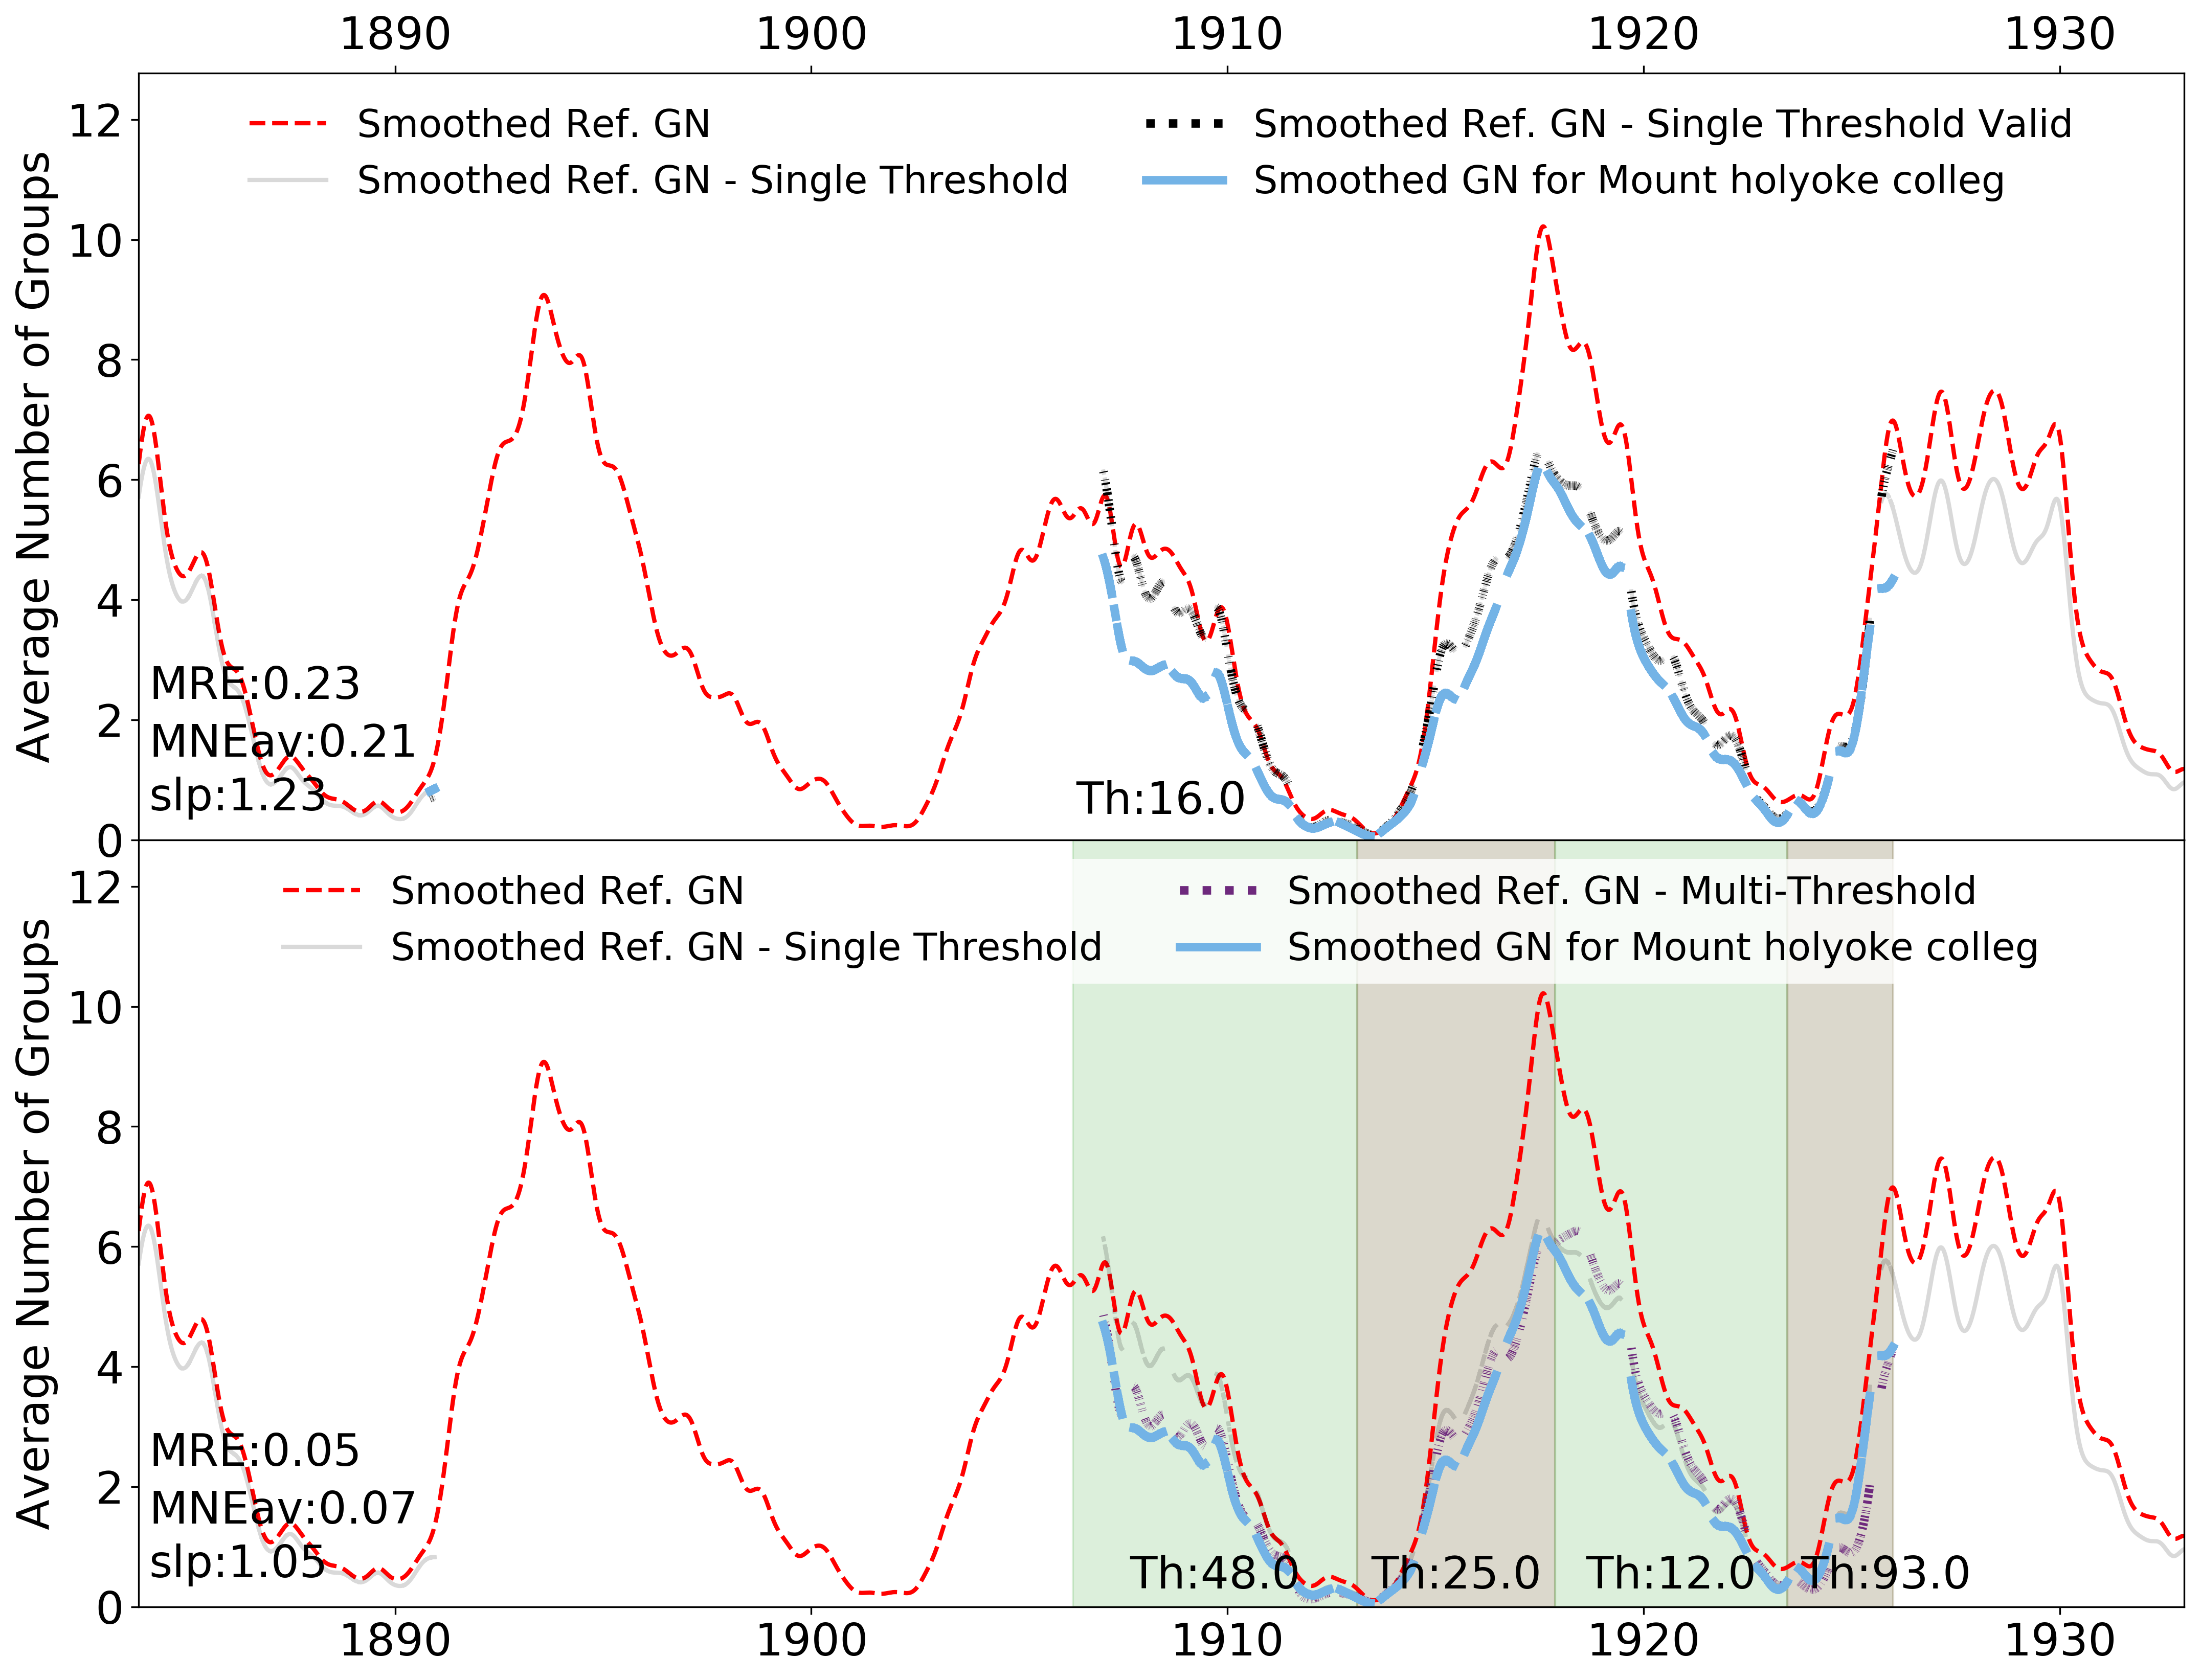 1890 1900 1910 1920 1930
Average Number of Groups
12
10
8
6
4
2
0
Smoothed Ref. GN
Smoothed Ref. GN - Single Threshold
Smoothed Ref. GN - Single Threshold Valid
Smoothed GN for Mount holyoke colleg
MRE:0.23
MNEav:0.21
slp:1.23
Th:16.0
Average Number of Groups
12
10
8
6
4
2
0
Smoothed Ref. GN
Smoothed Ref. GN - Single Threshold
Smoothed Ref. GN - Multi-Threshold
Smoothed GN for Mount holyoke colleg
MRE:0.05
MNEav:0.07
slp:1.05
Th:48.0 Th:25.0 Th:12.0 Th:93.0
1890 1900 1910 1920 1930